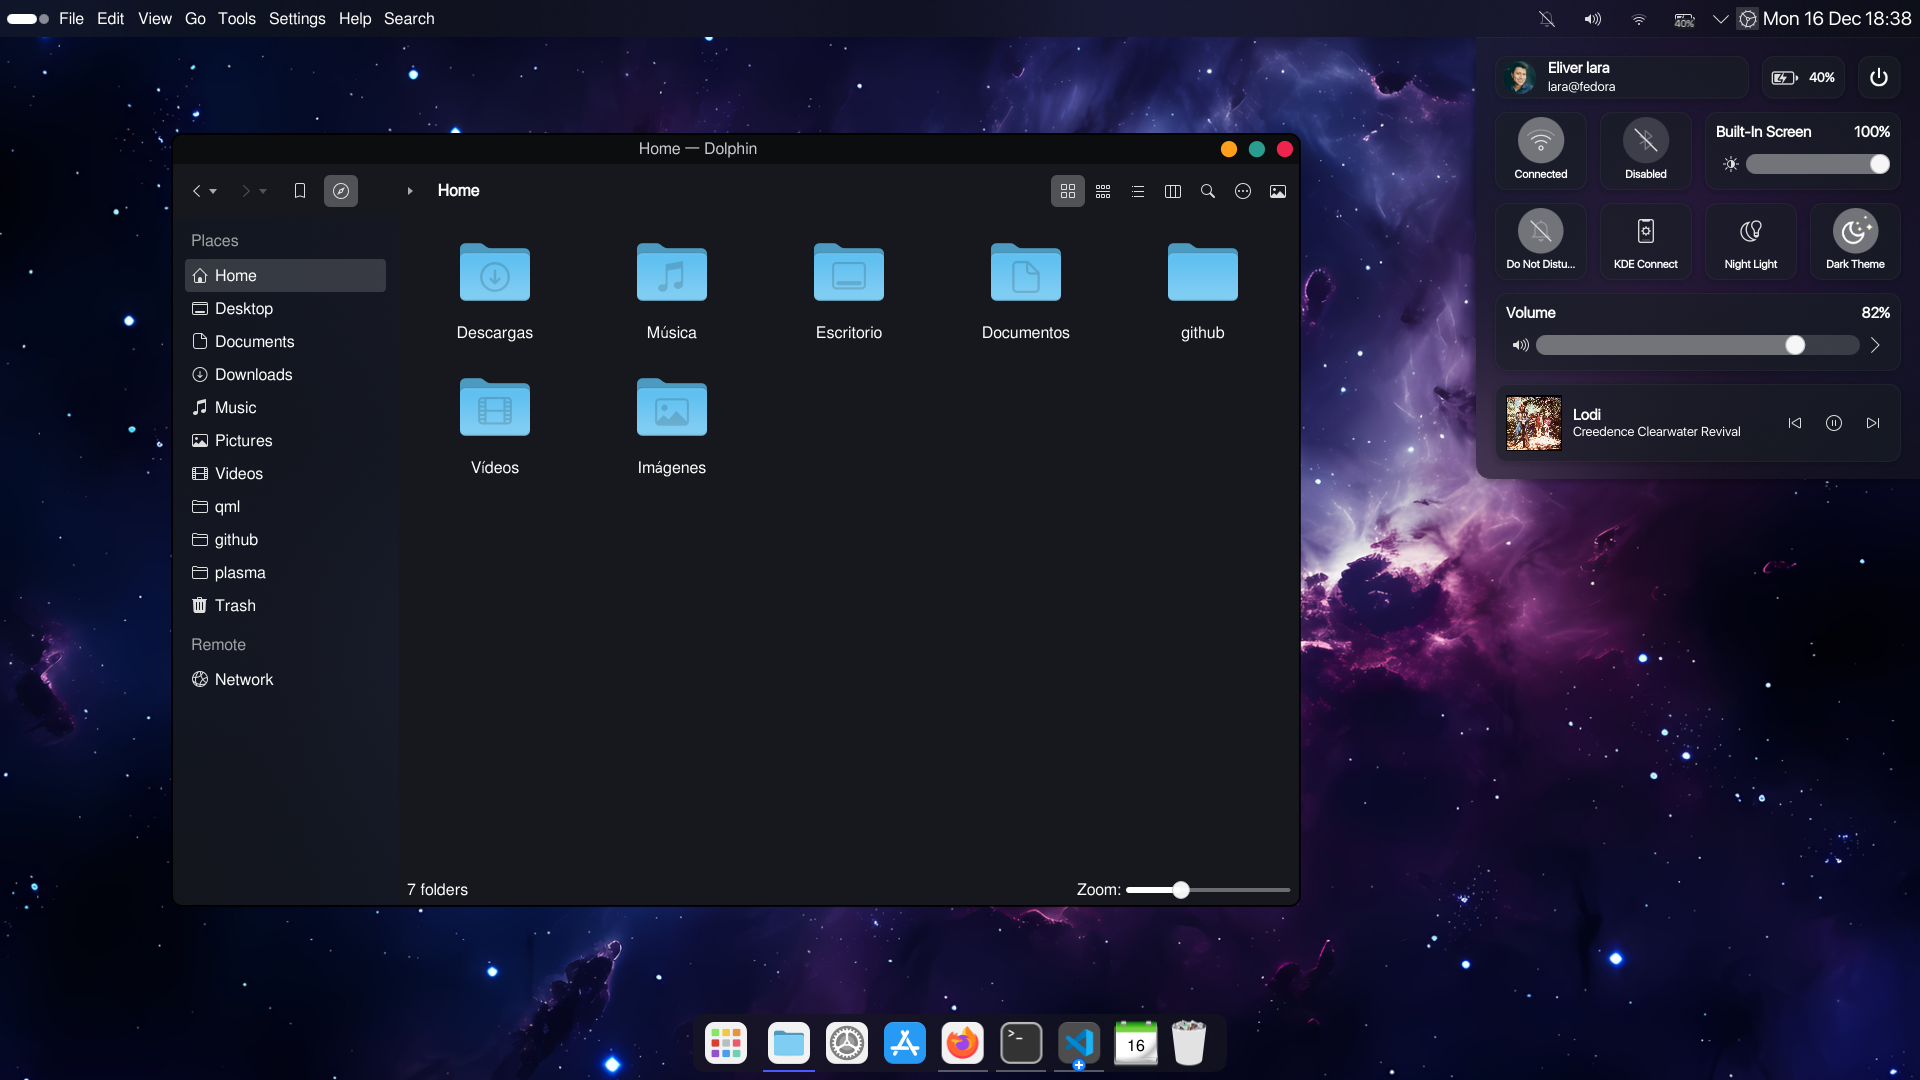 File Edit View Go Tools Settings Help Search
40%
Mon 16 Dec 18:38
Home — Dolphin
Home
Places
Home
Desktop
Documents
Downloads
Music
Pictures
Videos
qml
github
plasma
Trash
Remote
Network
Descargas Música Escritorio Documentos github
Vídeos Imágenes
7 folders
Zoom:
Eliver lara
lara@fedora
40%
Connected
Disabled
Built-In Screen 100%
Do Not Distu...
KDE Connect
Night Light
Dark Theme
Volume 82%
Lodi
Creedence Clearwater Revival
>_
16